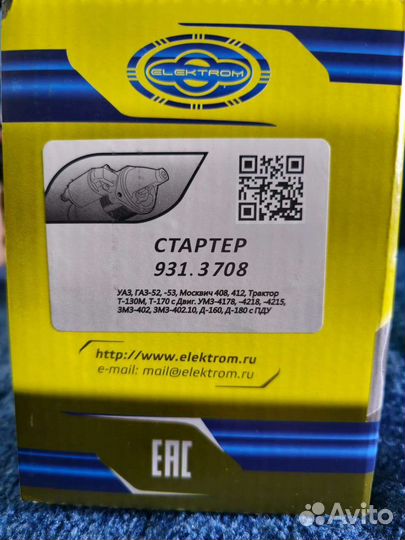 ELEKTROM
СТАРТЕР
931.3708
УАЗ, ГАЗ-52, -53, Москвич 408, 412, Трактор
Т-130М, Т-170 с Двиг. УМЗ-4178, -4218, -4215,
ЗМЗ-402, ЗМЗ-402.10, Д-160, Д-180 с ПДУ
http://www.elektrom.ru
e-mail: mail@elektrom.ru
EAC
Avito